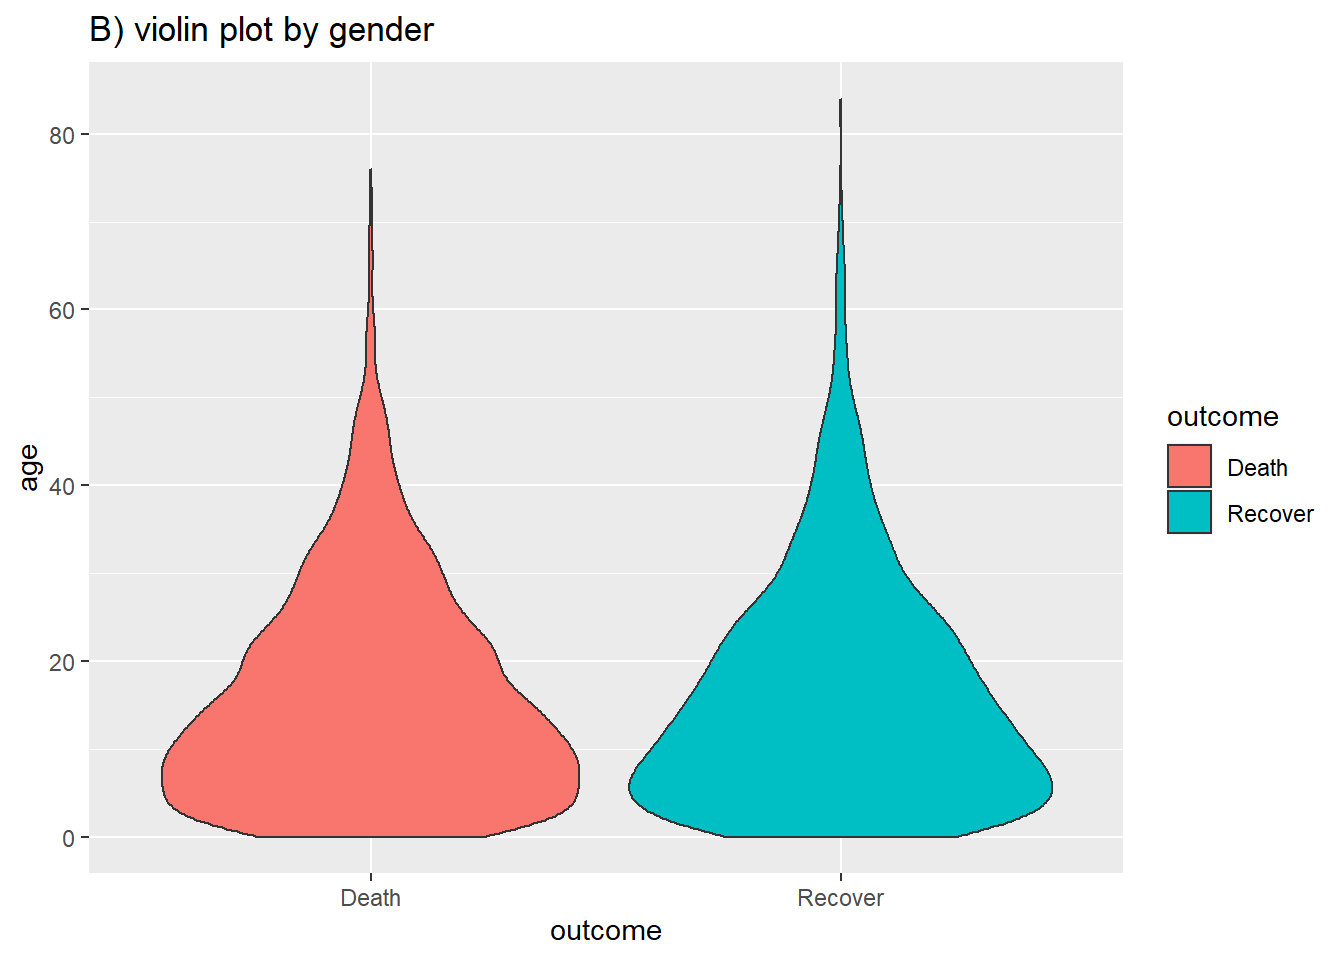 B) violin plot by gender
80
60
40
20
0
age
Death
Recover
outcome
outcome
Death
Recover